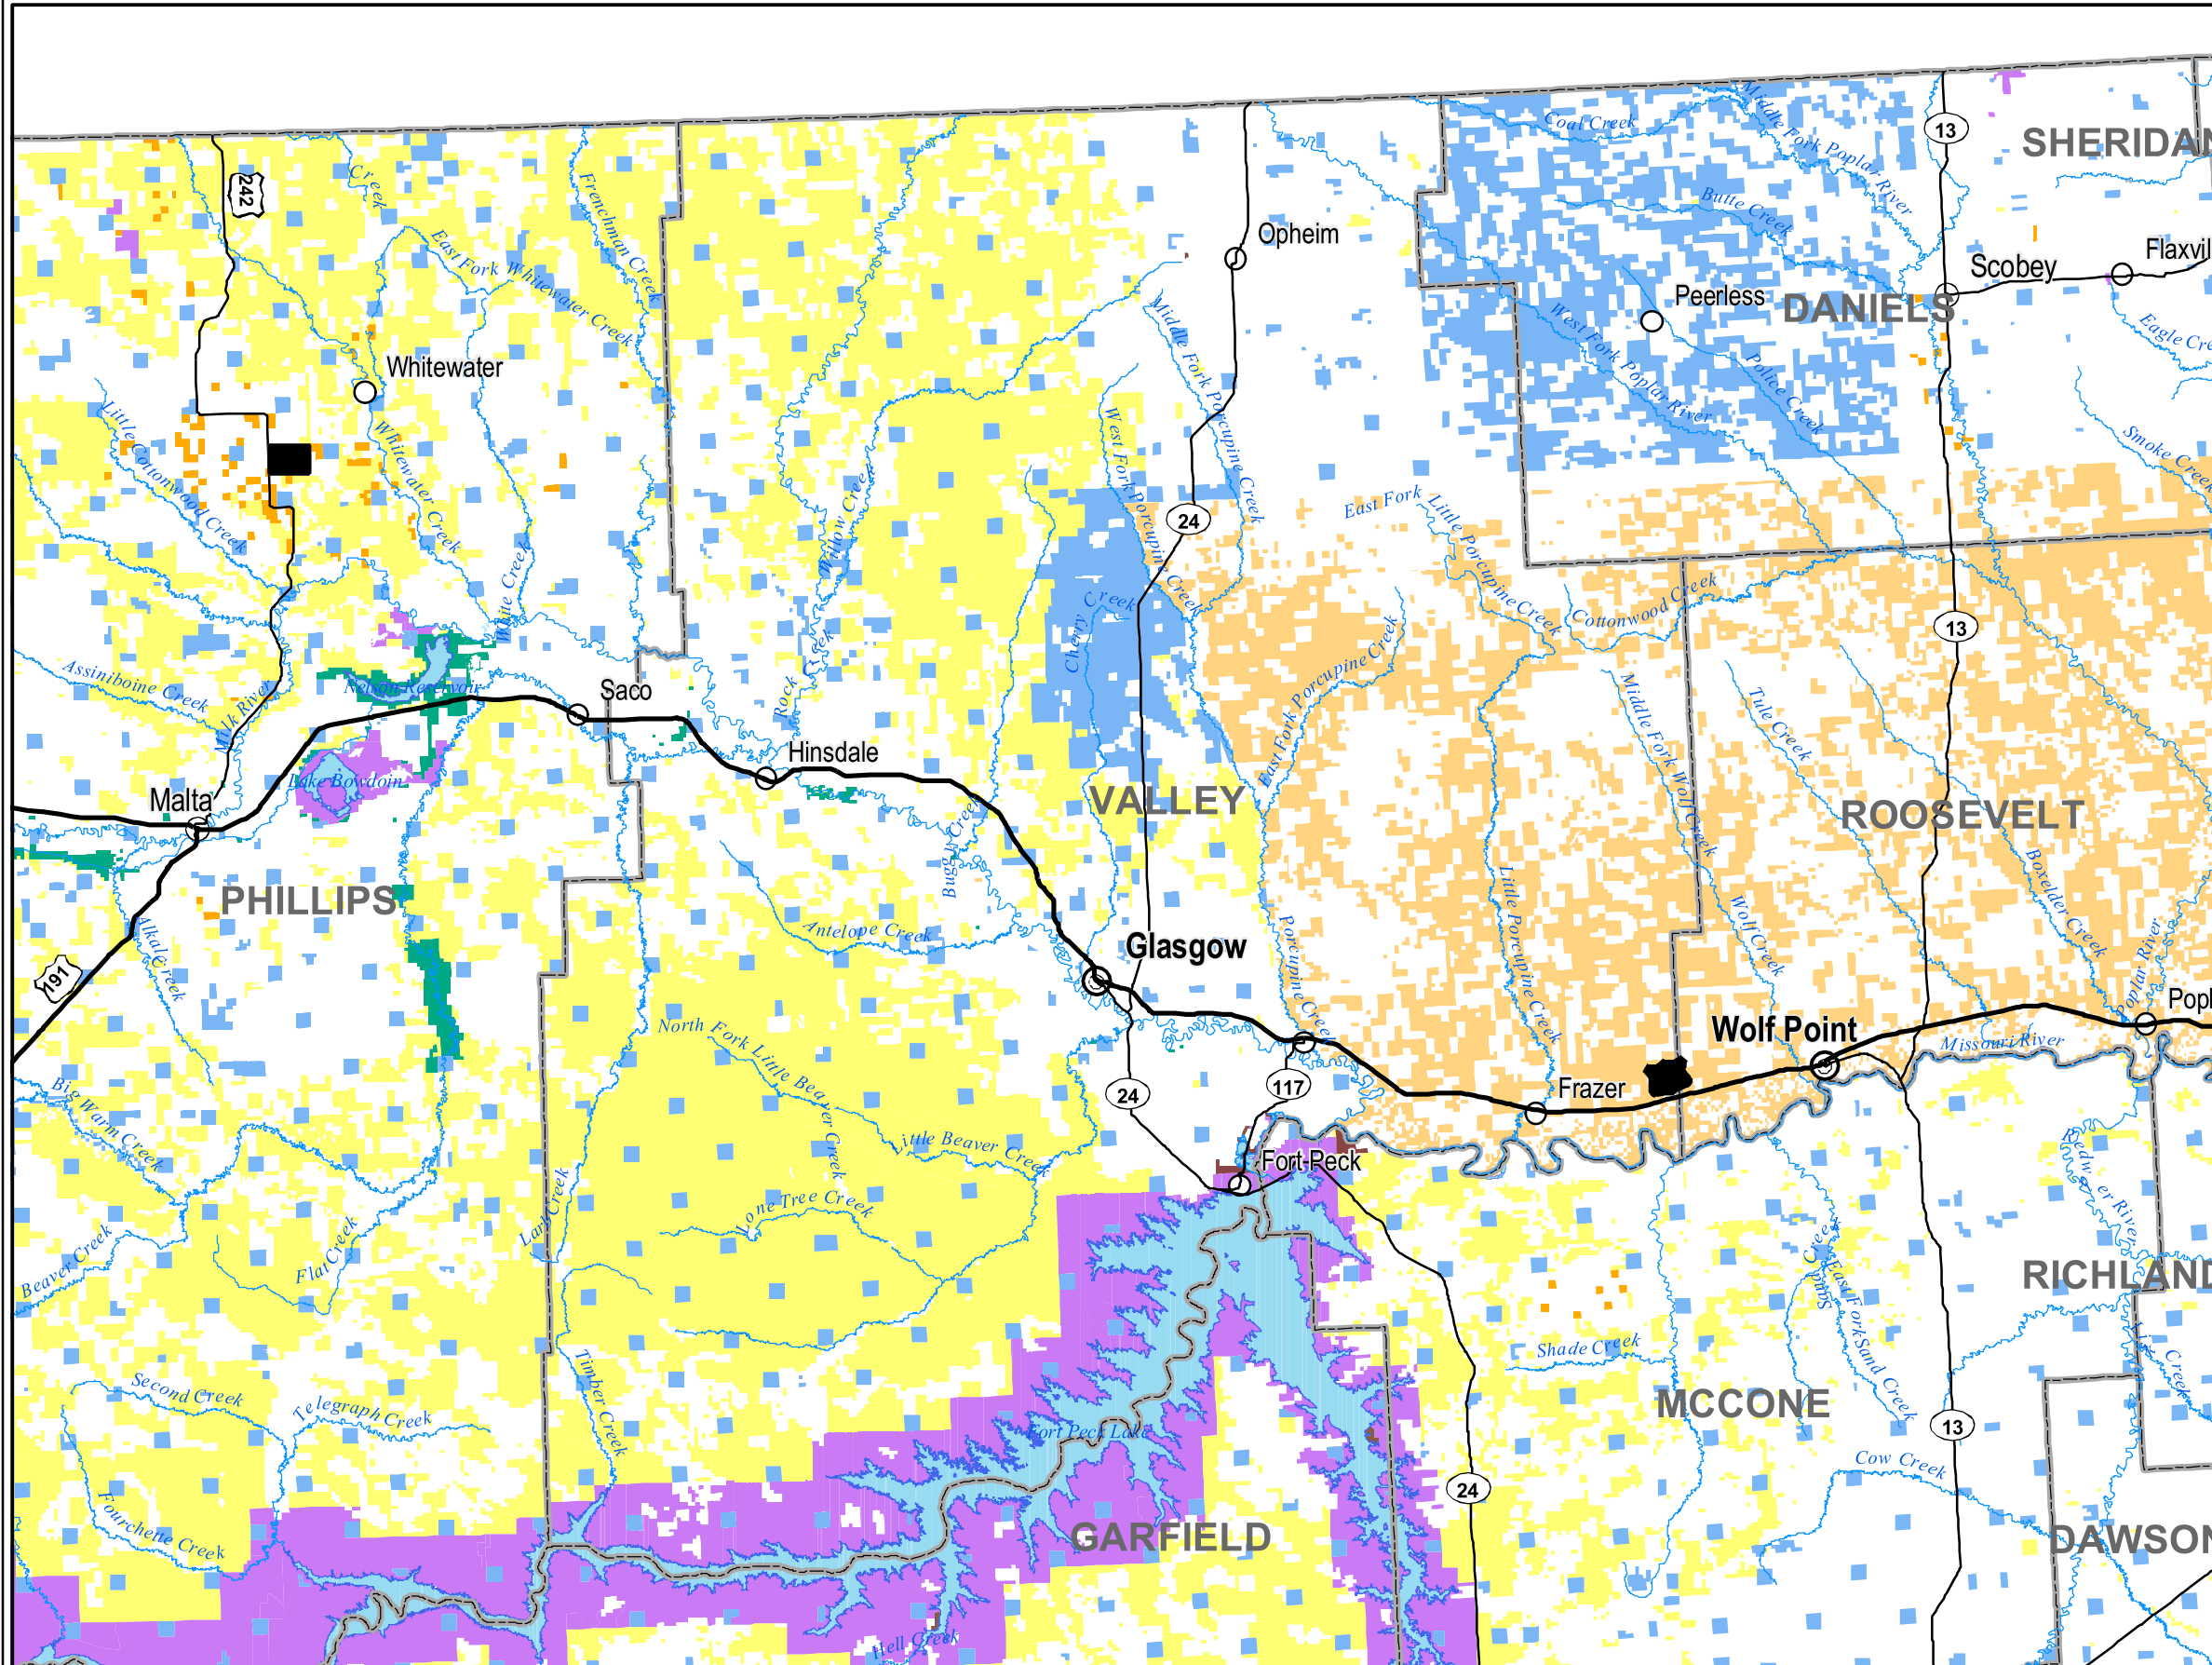 Coal Creek
Middle Fork Poplar River
13
SHERIDAN
242
Creek
Frenchman Creek
East Fork Whitewater Creek
Butte Creek
Opheim
Scobey
Flaxvil
Peerless
DANIELS
Middle Fork Porcupine Creek
West Fork Poplar River
Police Creek
Eagle Cre
Whitewater
Little Cottonwood Creek
Whitewater Creek
West Fork Porcupine Creek
Smoke Creek
Willow Creek
24
East Fork Little Porcupine Creek
White Creek
Cherry Creek
Cottonwood Creek
13
Rock Creek
Assiniboine Creek
Milk River
Nelson Reservoir
Saco
East Fork Porcupine Creek
Middle Fork Wolf Creek
Tule Creek
Hinsdale
Lake Bowdoin
Malta
VALLEY
ROOSEVELT
Buggy Creek
PHILLIPS
Little Porcupine Creek
Wolf Creek
Boxelder Creek
Alkali Creek
Antelope Creek
Glasgow
Porcupine Creek
Poplar River
191
Popl
North Fork Little Beaver Creek
Wolf Point
Missouri River
Big Warm Creek
24
117
Frazer
Little Beaver Creek
Fort Peck
Redwater River
Lone Tree Creek
Larb Creek
Beaver Creek
Flat Creek
Sand Creek
East Fork Sand Creek
RICHLAND
Shade Creek
Timber Creek
Second Creek
Telegraph Creek
MCCONE
Fort Peck Lake
13
Cow Creek
24
Fourchette Creek
GARFIELD
DAWSON
Hell Creek